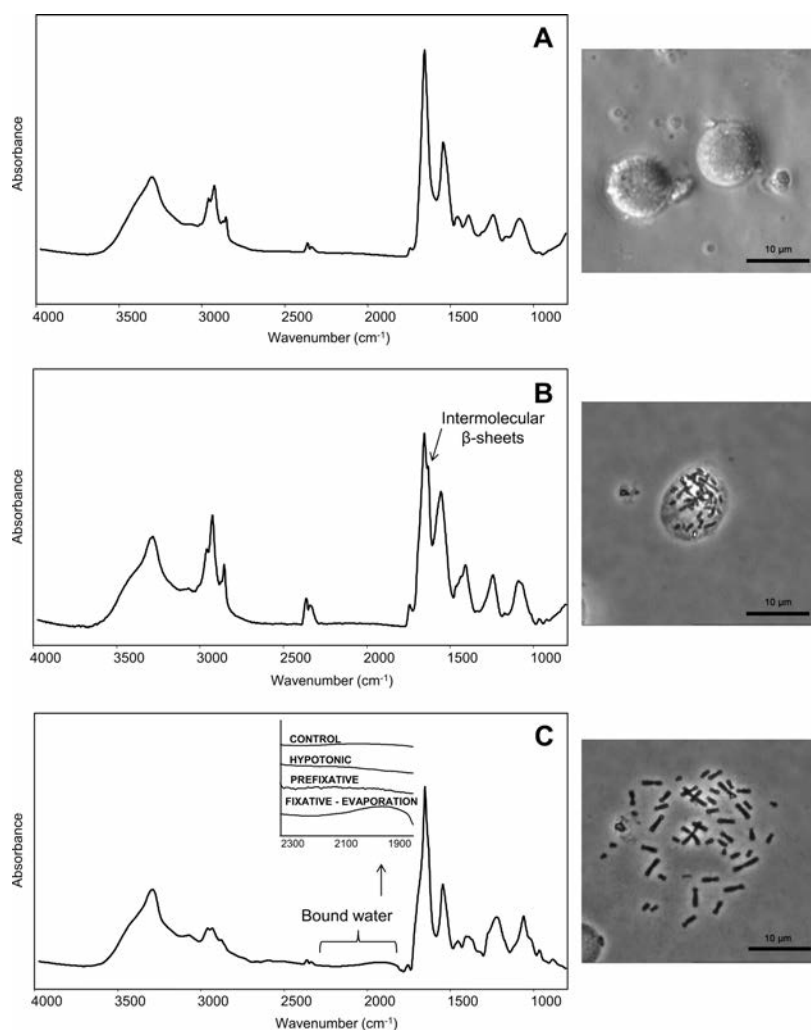 A
Absorbance
4000 3500 3000 2500 2000 1500 1000
Wavenumber (cm-1)
10 µm
B
Intermolecular
β-sheets
Absorbance
4000 3500 3000 2500 2000 1500 1000
Wavenumber (cm-1)
10 µm
C
CONTROL
HYPOTONIC
PREFIXATIVE
FIXATIVE - EVAPORATION
2300 2100 1900
Bound water
Absorbance
4000 3500 3000 2500 2000 1500 1000
Wavenumber (cm-1)
10 µm